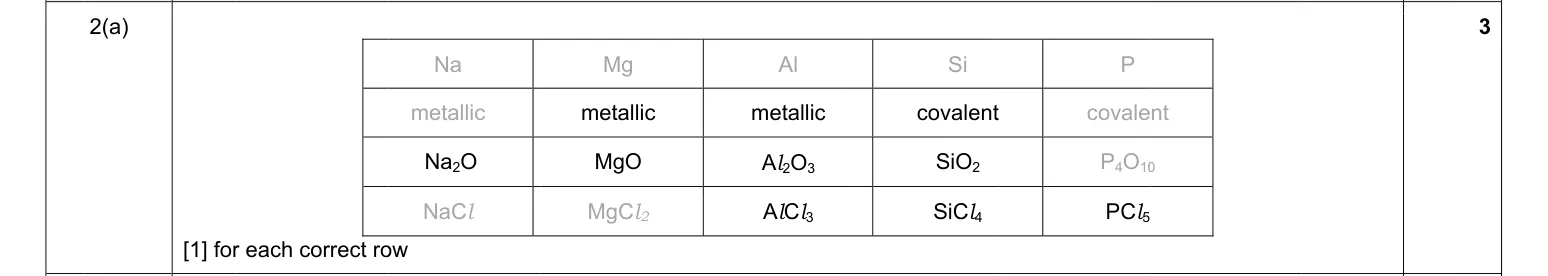 2(a) 3
Na Mg Al Si P
metallic metallic metallic covalent covalent
Na₂O MgO Al₂O₃ SiO₂ P₄O₁₀
NaCl MgCl₂ AlCl₃ SiCl₄ PCl₅
[1] for each correct row